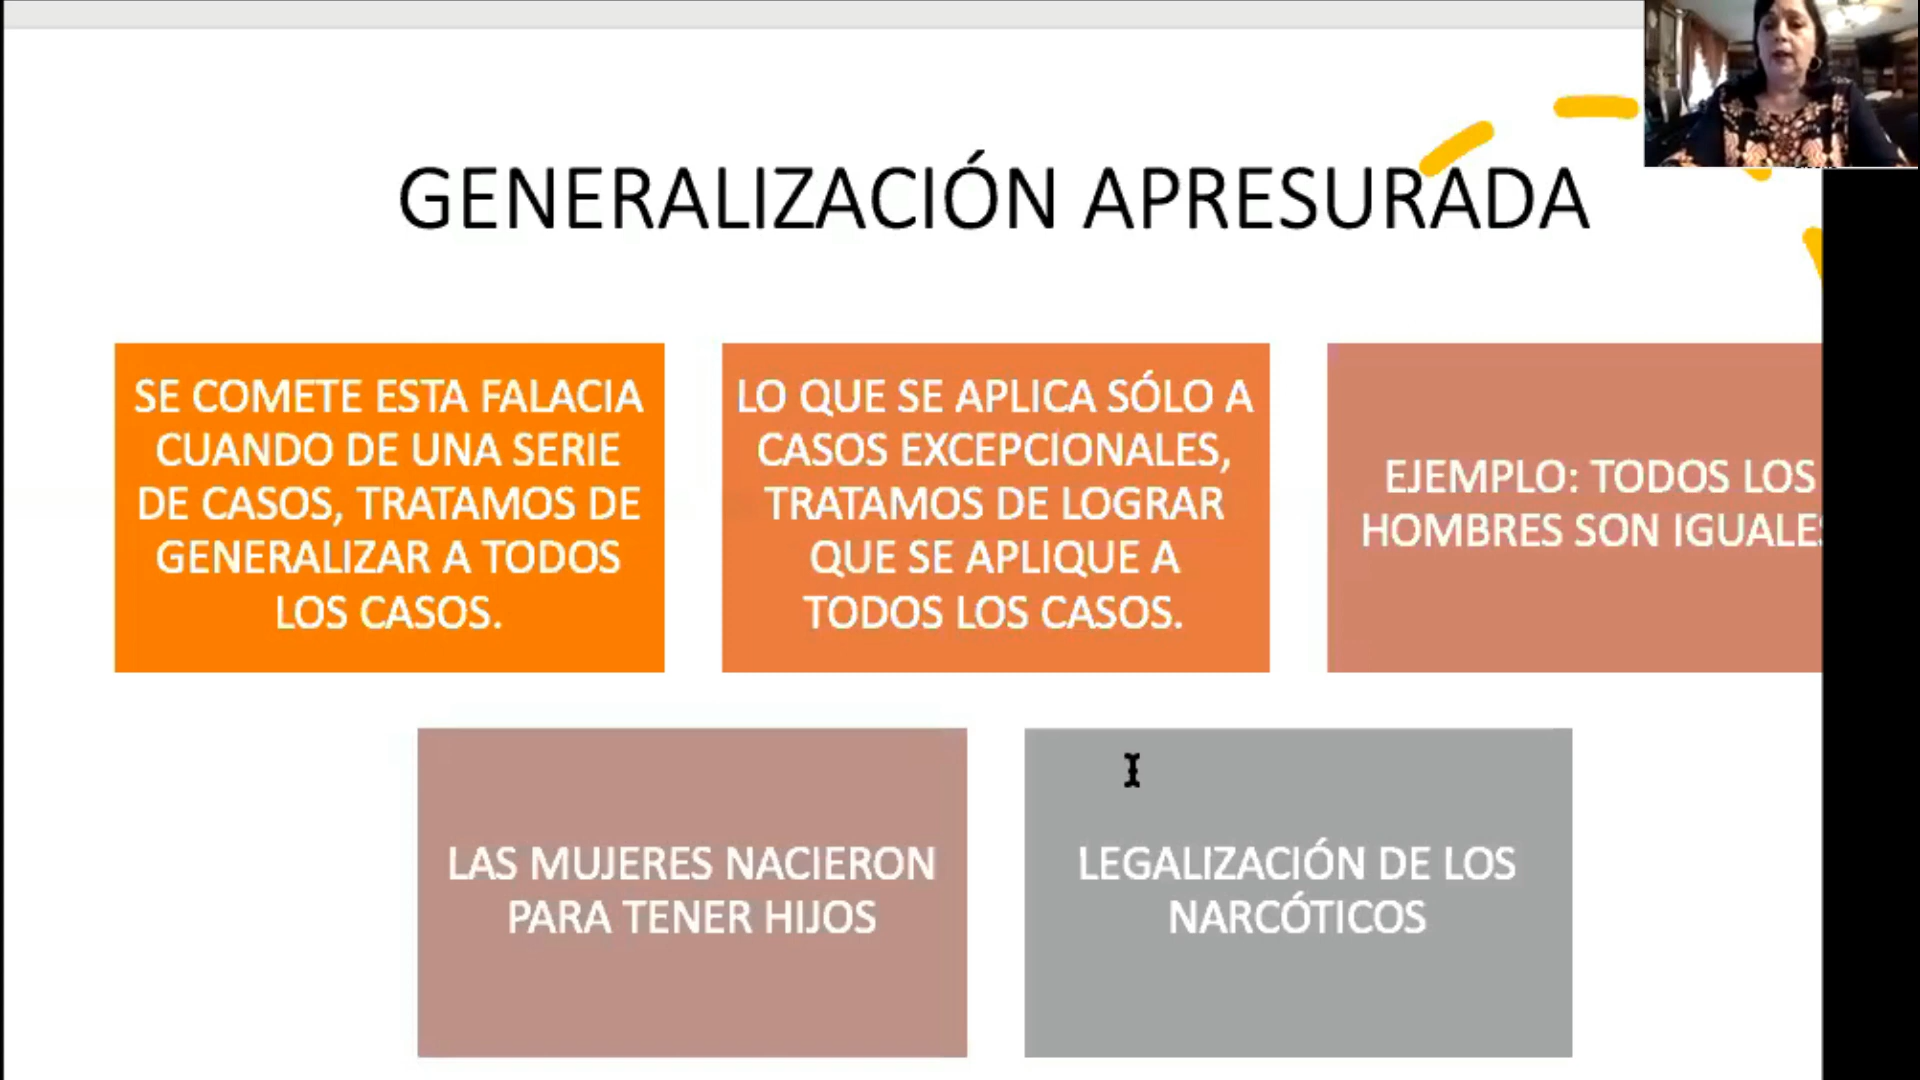 GENERALIZACIÓN APRESURADA
SE COMETE ESTA FALACIA
CUANDO DE UNA SERIE
DE CASOS, TRATAMOS DE
GENERALIZAR A TODOS
LOS CASOS.
LO QUE SE APLICA SÓLO A
CASOS EXCEPCIONALES,
TRATAMOS DE LOGRAR
QUE SE APLIQUE A
TODOS LOS CASOS.
EJEMPLO: TODOS LOS
HOMBRES SON IGUALES
LAS MUJERES NACIERON
PARA TENER HIJOS
LEGALIZACIÓN DE LOS
NARCÓTICOS